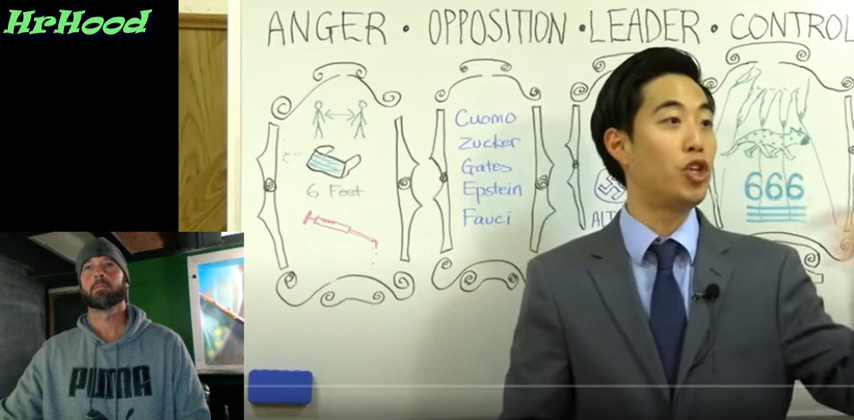 HrHood
ANGER • OPPOSITION • LEADER • CONTROL
Cuomo
Zucker
Gates
Epstein
Fauci
6 Feet
666
PUMA